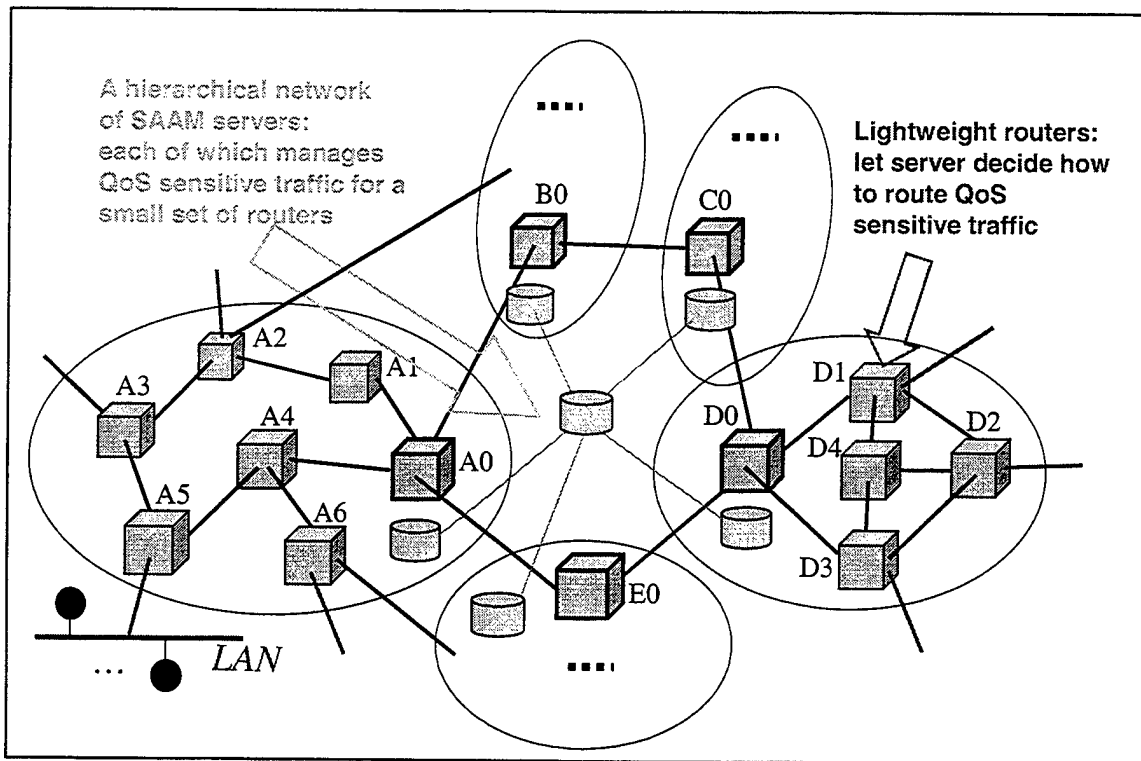 A hierarchical network
of SAAM servers:
each of which manages
QoS sensitive traffic for a
small set of routers
Lightweight routers:
let server decide how
to route QoS
sensitive traffic
B0
C0
A2
A1
A3
A4
A0
A5
A6
D1
D0
D4
D2
D3
E0
LAN
...